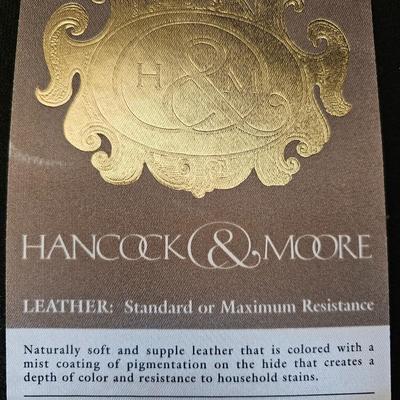 H & M
HANCOCK & MOORE
LEATHER: Standard or Maximum Resistance
Naturally soft and supple leather that is colored with a
mist coating of pigmentation on the hide that creates a
depth of color and resistance to household stains.